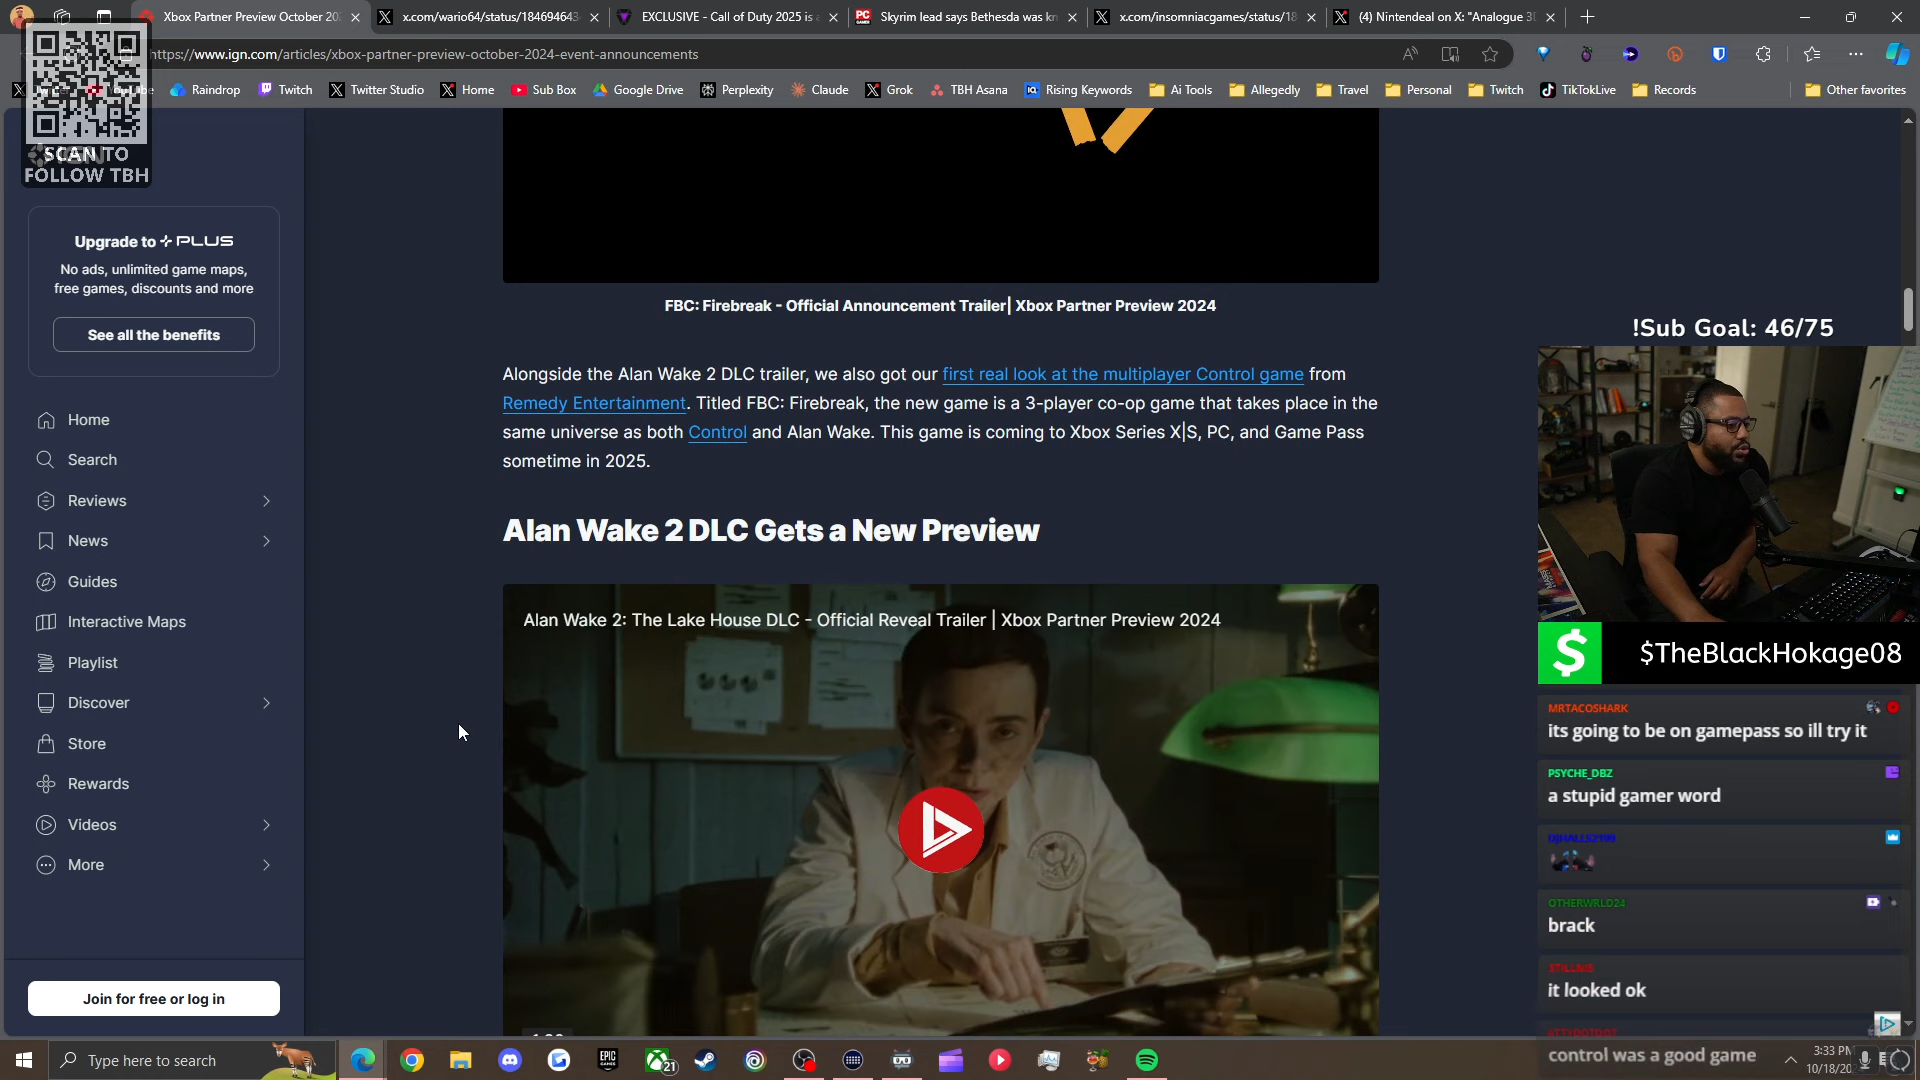 Xbox Partner Preview October 20
x.com/wario64/status/184694643
EXCLUSIVE - Call of Duty 2025 is a
Skyrim lead says Bethesda was kn
x.com/insomniacgames/status/18
(4) Nintendeal on X: "Analogue 3D
https://www.ign.com/articles/xbox-partner-preview-october-2024-event-announcements
Raindrop
Twitch
Twitter Studio
Home
Sub Box
Google Drive
Perplexity
Claude
Grok
TBH Asana
Rising Keywords
Ai Tools
Allegedly
Travel
Personal
Twitch
TikTokLive
Records
Other favorites
SCAN TO
FOLLOW TBH
Upgrade to PLUS
No ads, unlimited game maps,
free games, discounts and more
See all the benefits
Home
Search
Reviews
News
Guides
Interactive Maps
Playlist
Discover
Store
Rewards
Videos
More
Join for free or log in
FBC: Firebreak - Official Announcement Trailer| Xbox Partner Preview 2024
Alongside the Alan Wake 2 DLC trailer, we also got our first real look at the multiplayer Control game from
Remedy Entertainment. Titled FBC: Firebreak, the new game is a 3-player co-op game that takes place in the
same universe as both Control and Alan Wake. This game is coming to Xbox Series X|S, PC, and Game Pass
sometime in 2025.
Alan Wake 2 DLC Gets a New Preview
Alan Wake 2: The Lake House DLC - Official Reveal Trailer | Xbox Partner Preview 2024
!Sub Goal: 46/75
$TheBlackHokage08
MRTACOSHARK
its going to be on gamepass so ill try it
PSYCHE_DBZ
a stupid gamer word
OTHERWRLD24
brack
it looked ok
control was a good game
Type here to search
EPIC
GAMES
21
3:33 PM